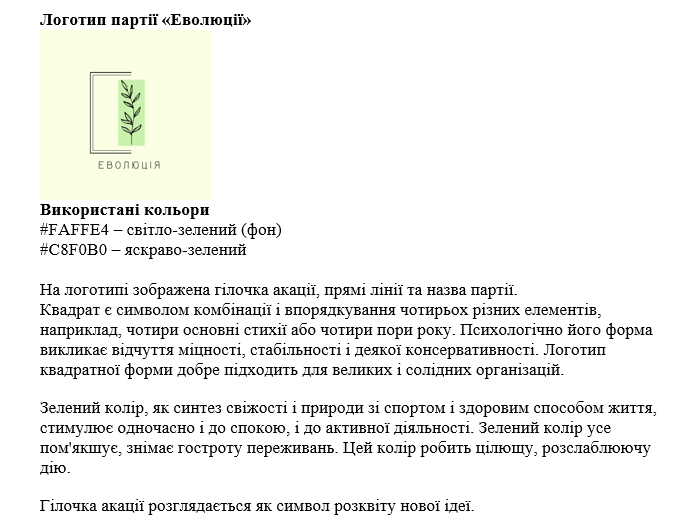 Логотип партії «Еволюції»
ЕВОЛЮЦІЯ
Використані кольори
#FAFFE4 – світло-зелений (фон)
#C8F0B0 – яскраво-зелений
На логотипі зображена гілочка акації, прямі лінії та назва партії.
Квадрат є символом комбінації і впорядкування чотирьох різних елементів,
наприклад, чотири основні стихії або чотири пори року. Психологічно його форма
викликає відчуття міцності, стабільності і деякої консервативності. Логотип
квадратної форми добре підходить для великих і солідних організацій.
Зелений колір, як синтез свіжості і природи зі спортом і здоровим способом життя,
стимулює одночасно і до спокою, і до активної діяльності. Зелений колір усе
пом'якшує, знімає гостроту переживань. Цей колір робить цілющу, розслаблюючу
дію.
Гілочка акації розглядається як символ розквіту нової ідеї.